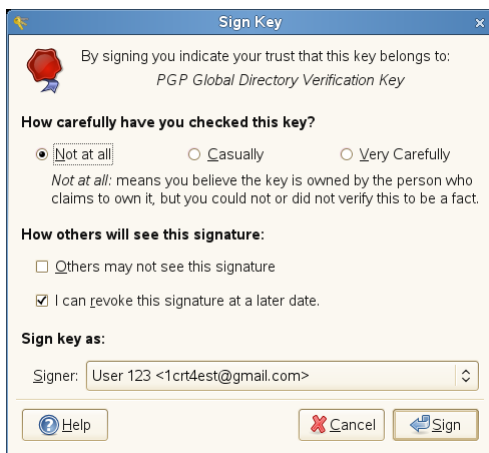 Sign Key
By signing you indicate your trust that this key belongs to:
PGP Global Directory Verification Key
How carefully have you checked this key?
Not at all Casually Very Carefully
Not at all: means you believe the key is owned by the person who
claims to own it, but you could not or did not verify this to be a fact.
How others will see this signature:
Others may not see this signature
I can revoke this signature at a later date.
Sign key as:
Signer: User 123 <1crt4est@gmail.com>
Help Cancel Sign